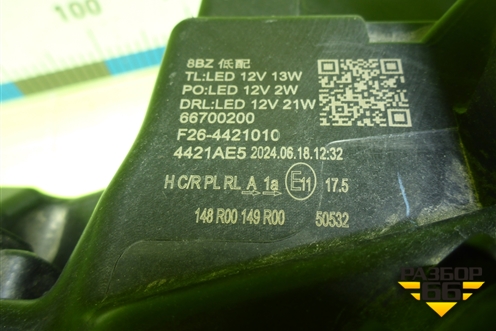 100
8BZ 低配
TL:LED 12V 13W
PO:LED 12V 2W
DRL:LED 12V 21W
66700200
F26-4421010
4421AE5 2024.06.18.12:32
H C/R PL RL A 1a E11 17.5
148 R00 149 R00 50532
РАЗБОР
66